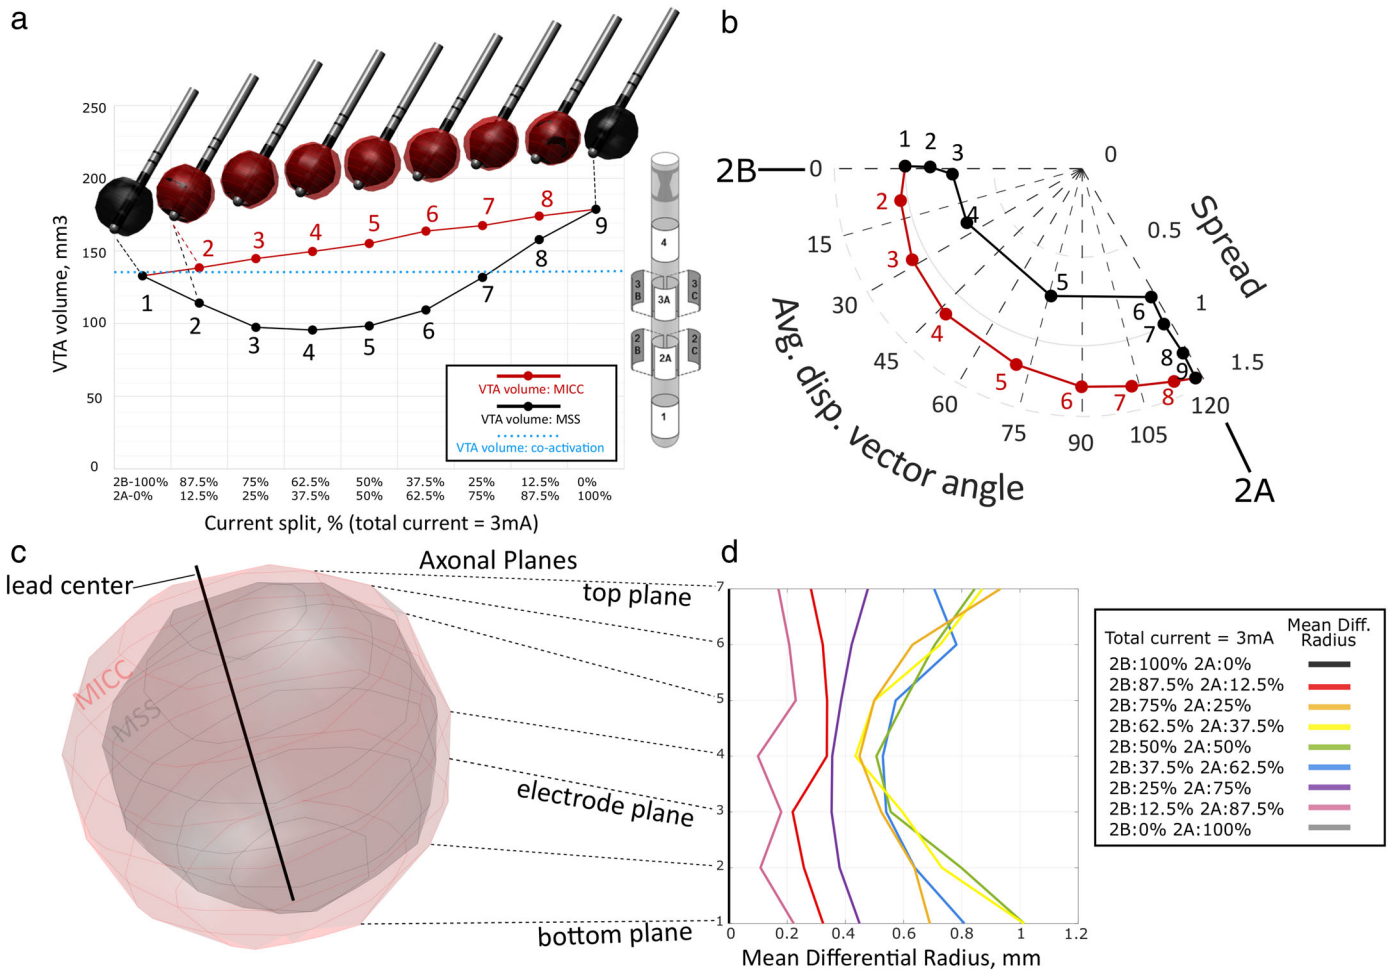 a
250
200
150
100
50
0
VTA volume, mm3
1
2
3
4
5
6
7
8
9
2
3
4
5
6
7
8
VTA volume: MICC
VTA volume: MSS
VTA volume: co-activation
2B-100% 87.5% 75% 62.5% 50% 37.5% 25% 12.5% 0%
2A-0% 12.5% 25% 37.5% 50% 62.5% 75% 87.5% 100%
Current split, % (total current = 3mA)
4
3B
3A
3C
2B
2A
2C
1
b
2B
0
15
30
45
60
75
90
105
120
2A
0
0.5
1
1.5
Spread
Avg. disp. vector angle
1
2
3
4
5
6
7
8
9
2
3
4
5
6
7
8
c
lead center
MICC
MSS
Axonal Planes
top plane
electrode plane
bottom plane
d
7
6
5
4
3
2
1
0 0.2 0.4 0.6 0.8 1 1.2
Mean Differential Radius, mm
Total current = 3mA
Mean Diff.
Radius
2B:100% 2A:0%
2B:87.5% 2A:12.5%
2B:75% 2A:25%
2B:62.5% 2A:37.5%
2B:50% 2A:50%
2B:37.5% 2A:62.5%
2B:25% 2A:75%
2B:12.5% 2A:87.5%
2B:0% 2A:100%